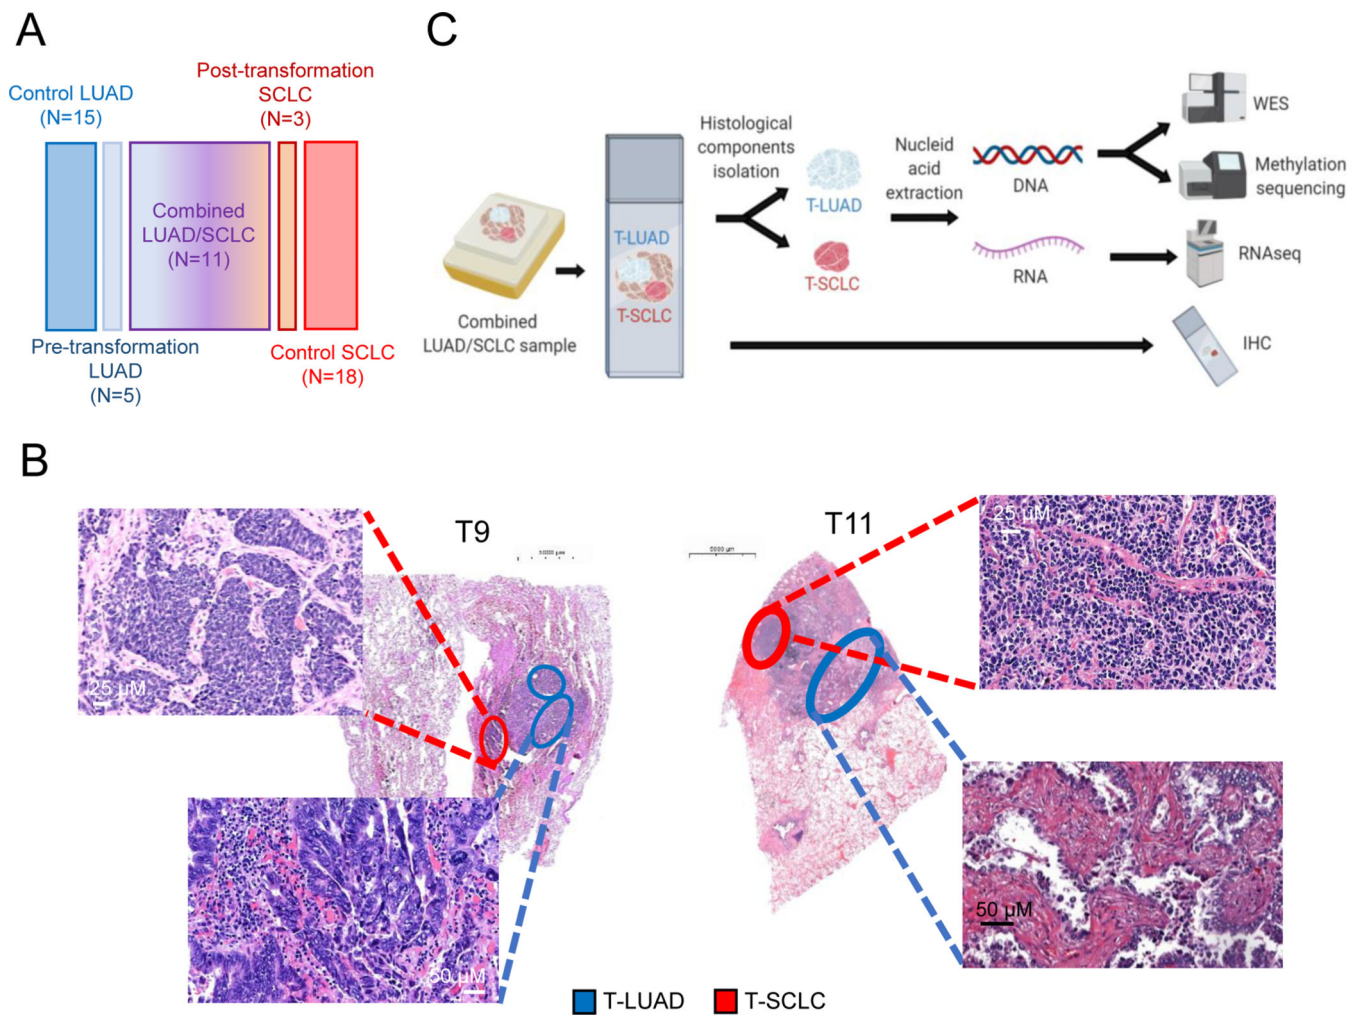 A
Control LUAD
(N=15)
Post-transformation
SCLC
(N=3)
Combined
LUAD/SCLC
(N=11)
Pre-transformation
LUAD
(N=5)
Control SCLC
(N=18)
C
Combined
LUAD/SCLC sample
T-LUAD
T-SCLC
Histological
components
isolation
T-LUAD
T-SCLC
Nucleid
acid
extraction
DNA
RNA
WES
Methylation
sequencing
RNAseq
IHC
B
T9
T11
25 µM
50 µM
25 µM
50 µM
T-LUAD
T-SCLC